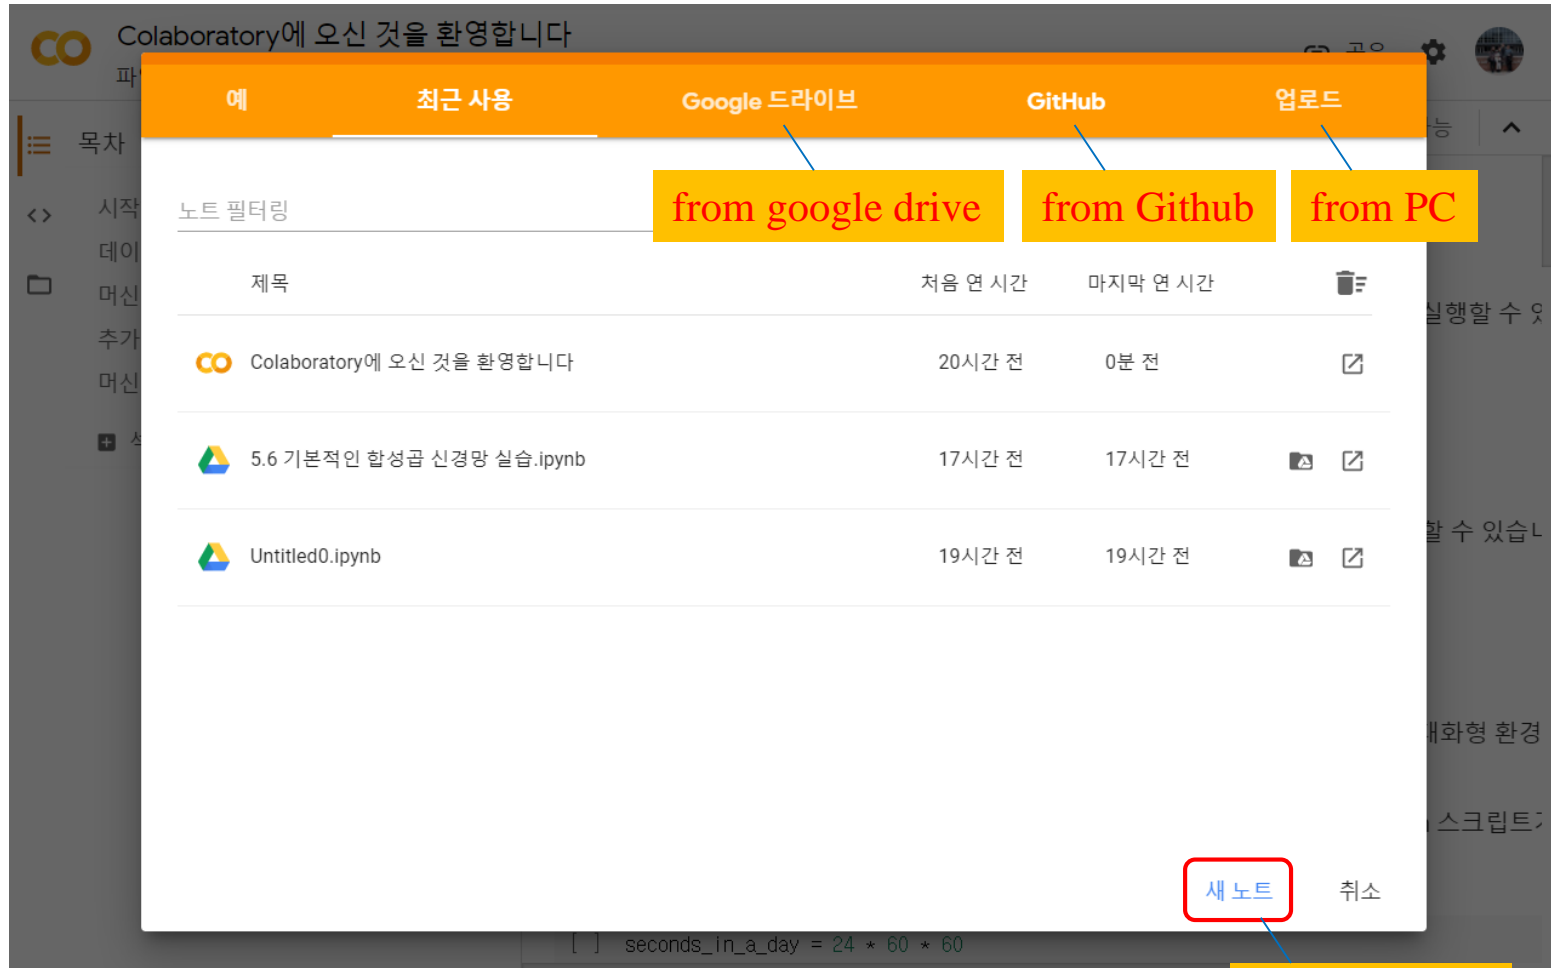 Colaboratory에 오신 것을 환영합니다
공유
예 최근 사용 Google 드라이브 GitHub 업로드
목차
from google drive from Github from PC
노트 필터링
시작
데이
머신
추가
머신
제목 처음 연 시간 마지막 연 시간
실행할 수
Colaboratory에 오신 것을 환영합니다 20시간 전 0분 전
5.6 기본적인 합성곱 신경망 실습.ipynb 17시간 전 17시간 전
할 수 있습니
Untitled0.ipynb 19시간 전 19시간 전
대화형 환경
스크립트
새 노트 취소
[ ] seconds_in_a_day = 24 * 60 * 60